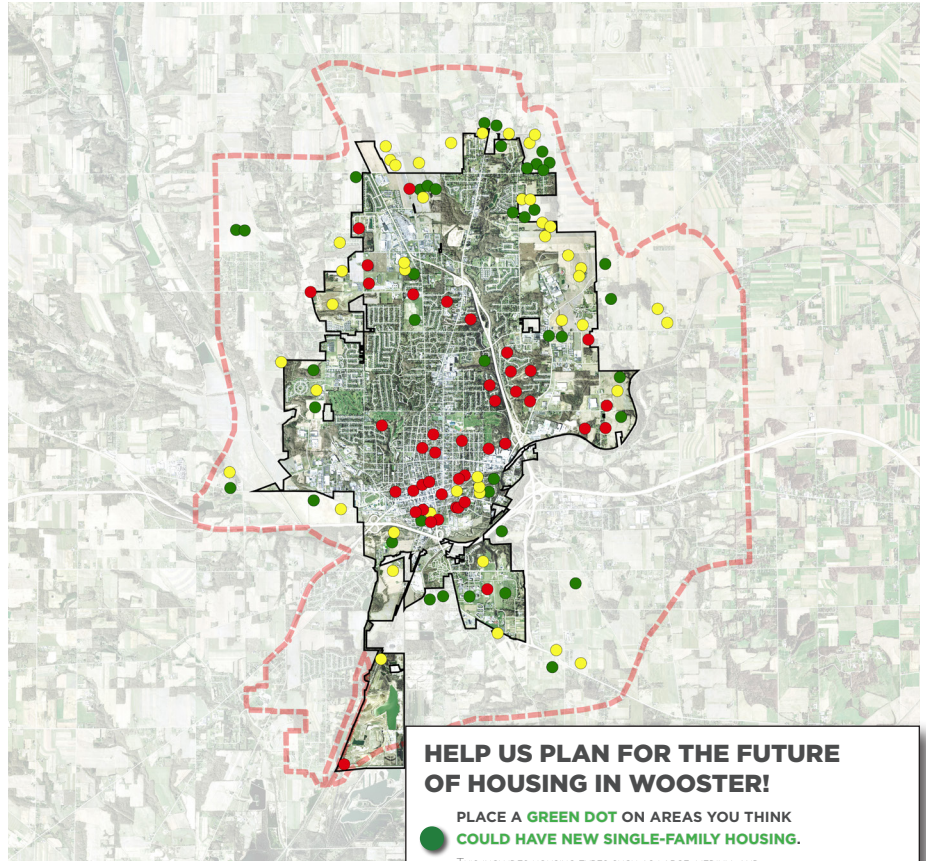 HELP US PLAN FOR THE FUTURE
OF HOUSING IN WOOSTER!
PLACE A GREEN DOT ON AREAS YOU THINK
COULD HAVE NEW SINGLE-FAMILY HOUSING.